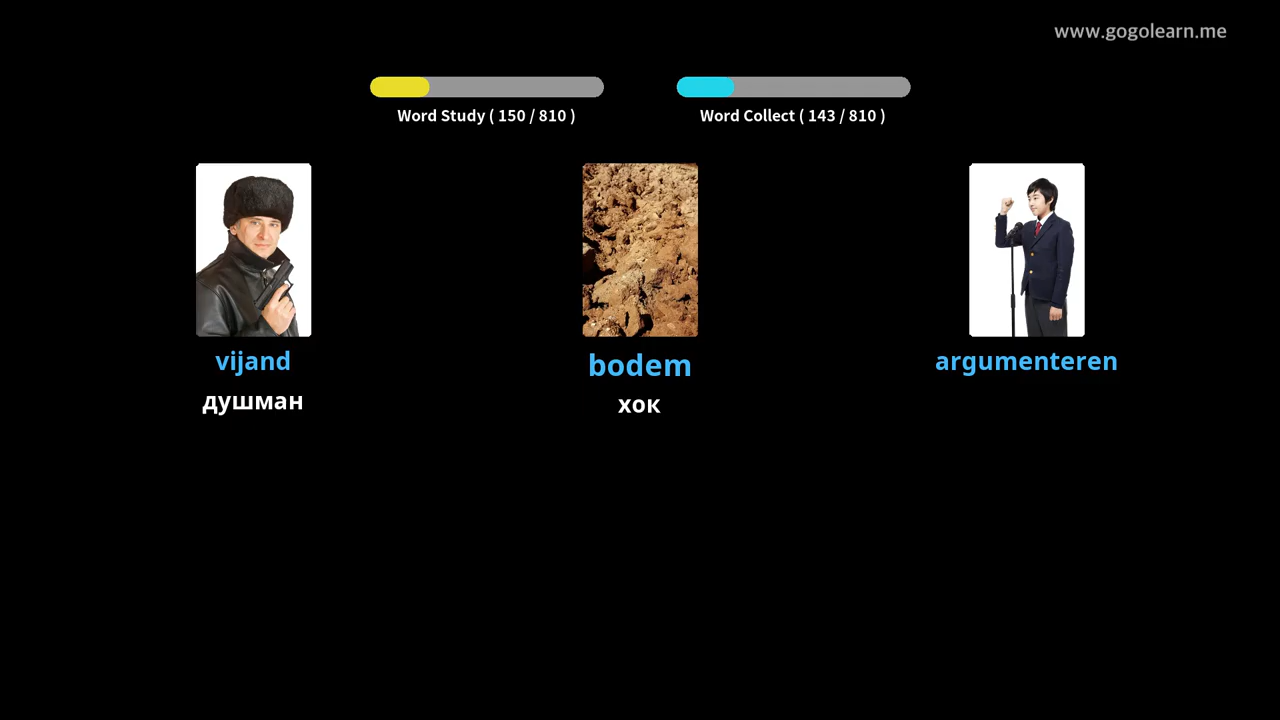 www.gogolearn.me
Word Study ( 150 / 810 )
Word Collect ( 143 / 810 )
vijand
душман
bodem
хок
argumenteren